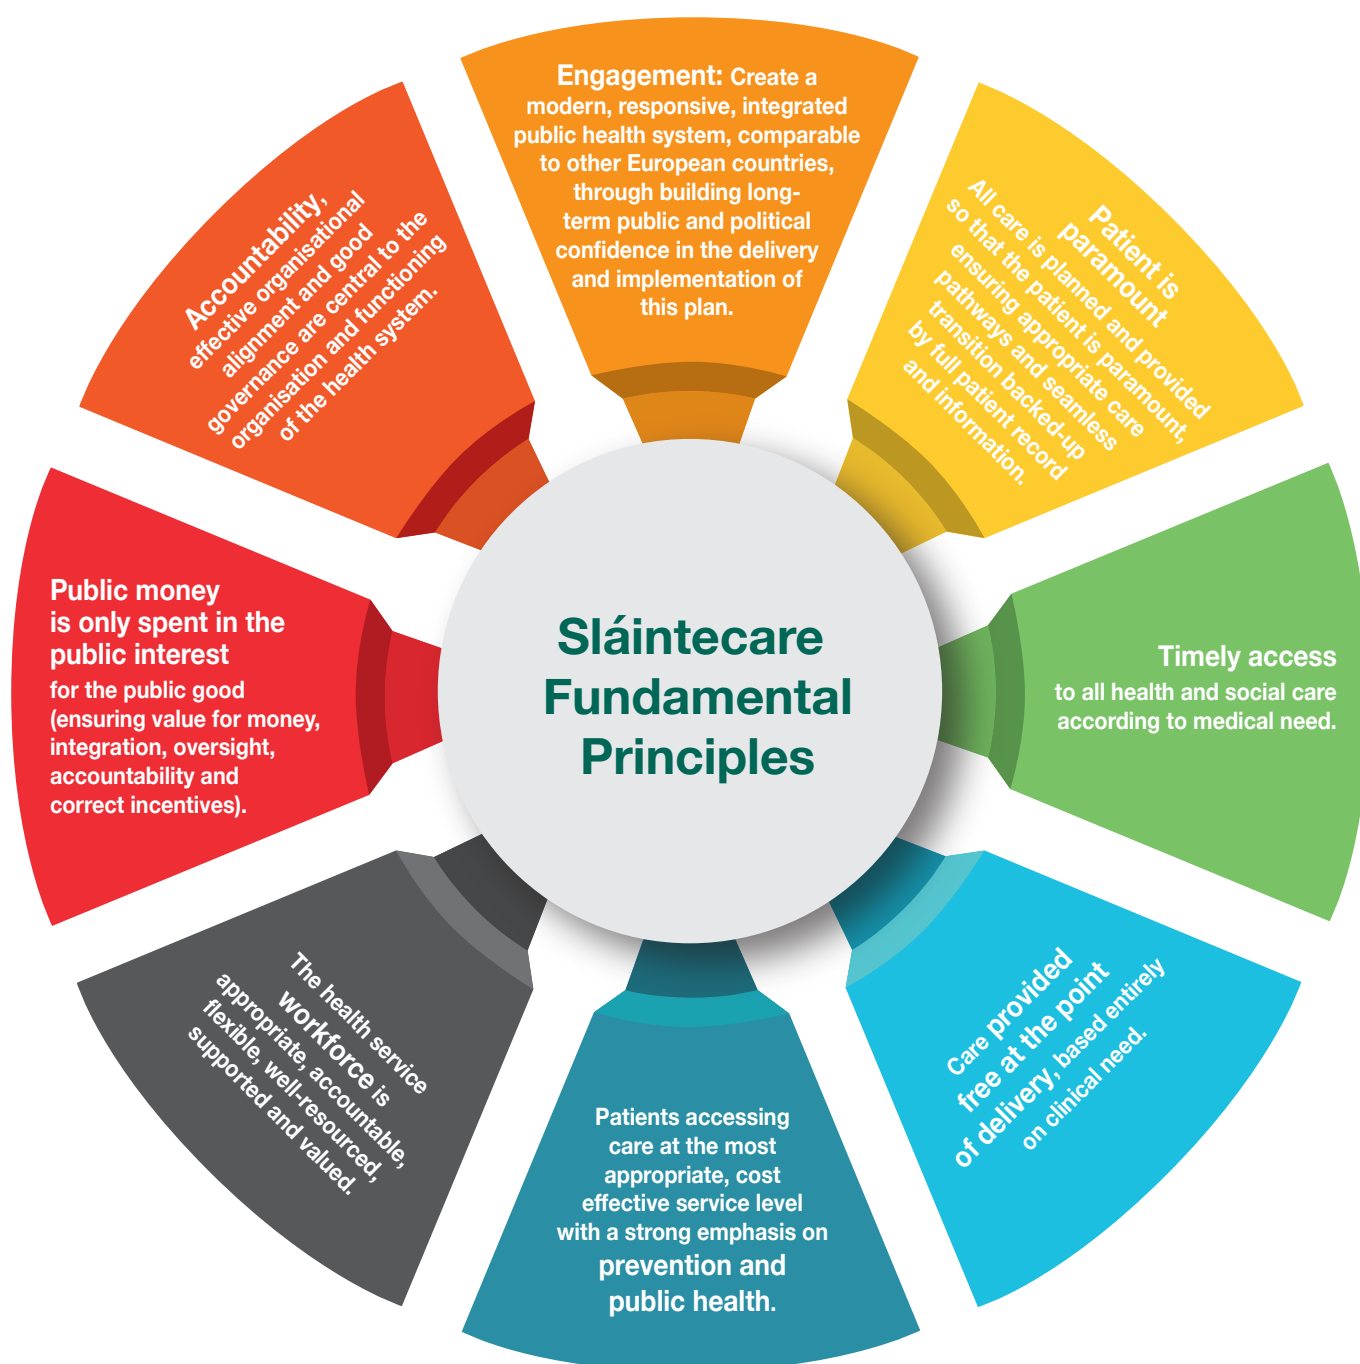 Engagement: Create a
modern, responsive, integrated
public health system, comparable
to other European countries,
through building long-
term public and political
confidence in the delivery
and implementation of
this plan.
Patient is
paramount
All care is planned and provided
so that the patient is paramount,
ensuring appropriate care
pathways and seamless
transition backed-up
by full patient record
and information.
Timely access
to all health and social care
according to medical need.
Care provided
free at the point
of delivery, based entirely
on clinical need.
Patients accessing
care at the most
appropriate, cost
effective service level
with a strong emphasis on
prevention and
public health.
The health service
workforce is
appropriate, accountable,
flexible, well-resourced,
supported and valued.
Public money
is only spent in the
public interest
for the public good
(ensuring value for money,
integration, oversight,
accountability and
correct incentives).
Accountability,
effective organisational
alignment and good
governance are central to the
organisation and functioning
of the health system.
Sláintecare
Fundamental
Principles